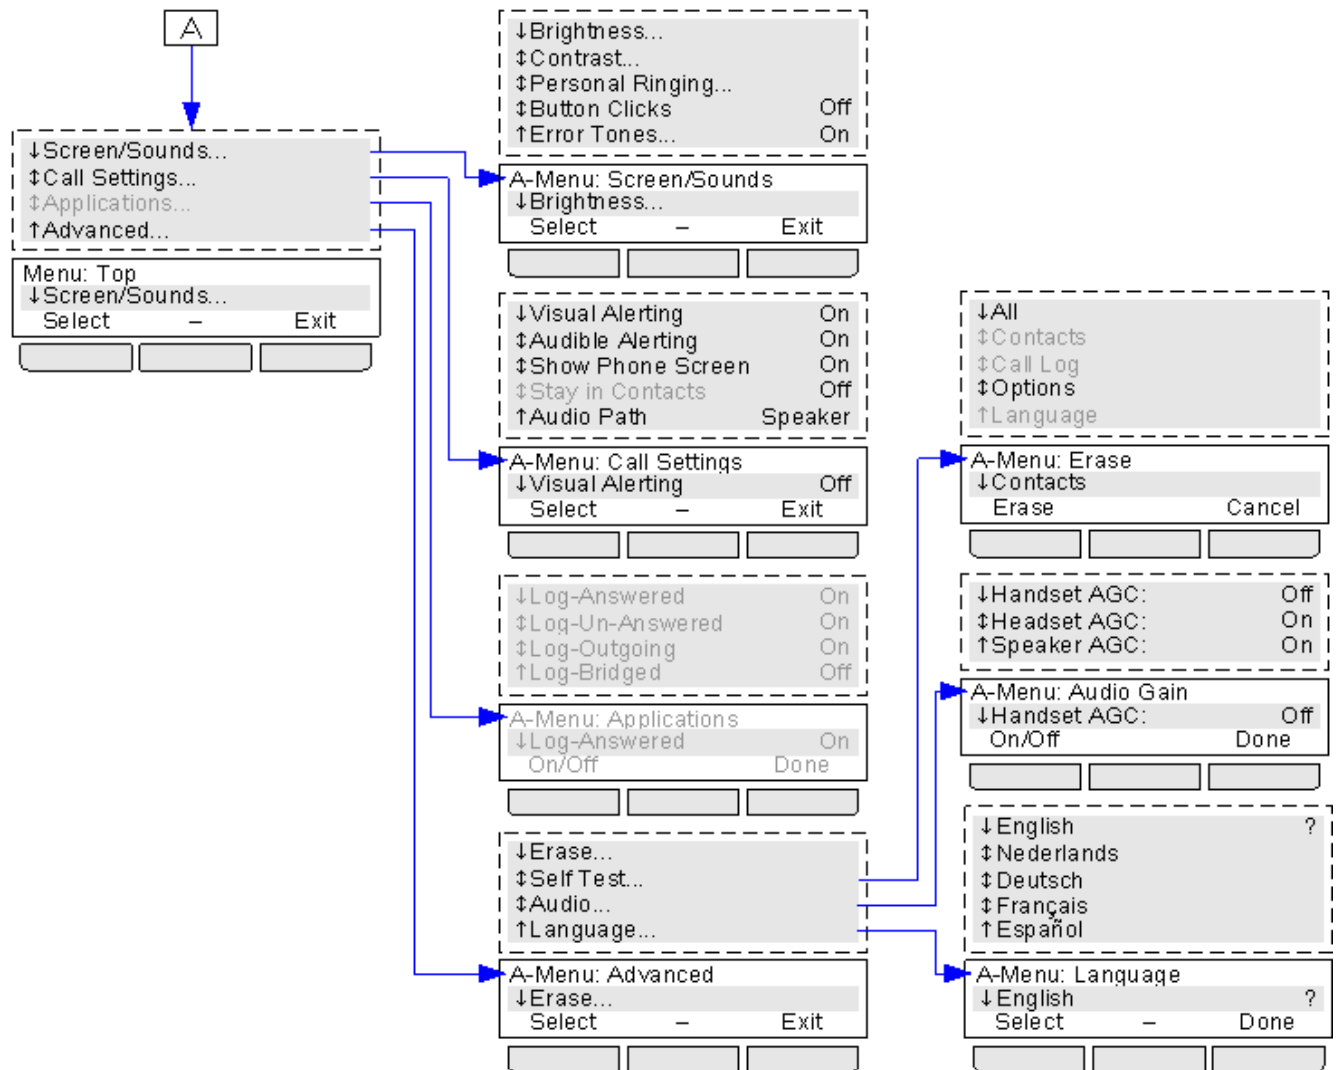 A
↓Screen/Sounds...
↕Call Settings...
↕Applications...
↑Advanced...
Menu: Top
↓Screen/Sounds...
Select – Exit
↓Brightness...
↕Contrast...
↕Personal Ringing...
↕Button Clicks Off
↑Error Tones... On
A-Menu: Screen/Sounds
↓Brightness...
Select – Exit
↓Visual Alerting On
↕Audible Alerting On
↕Show Phone Screen On
↕Stay in Contacts Off
↑Audio Path Speaker
A-Menu: Call Settings
↓Visual Alerting Off
Select – Exit
↓Log-Answered On
↕Log-Un-Answered On
↕Log-Outgoing On
↑Log-Bridged Off
A-Menu: Applications
↓Log-Answered On
On/Off Done
↓Erase...
↕Self Test...
↕Audio...
↑Language...
A-Menu: Advanced
↓Erase...
Select – Exit
↓All
↕Contacts
↕Call Log
↕Options
↑Language
A-Menu: Erase
↓Contacts
Erase Cancel
↓Handset AGC: Off
↕Headset AGC: On
↑Speaker AGC: On
A-Menu: Audio Gain
↓Handset AGC: Off
On/Off Done
↓English ?
↕Nederlands
↕Deutsch
↕Français
↑Español
A-Menu: Language
↓English ?
Select – Done